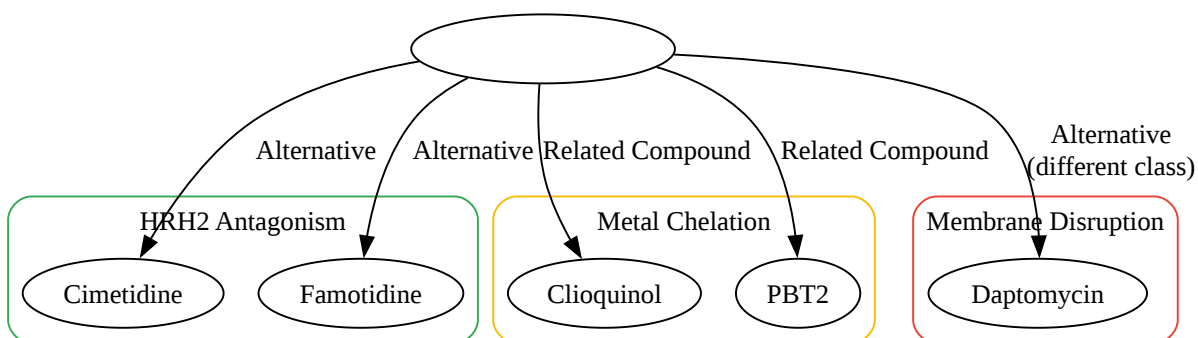 Alternative
Alternative
Related Compound
Related Compound
Alternative
(different class)
HRH2 Antagonism
Metal Chelation
Membrane Disruption
Cimetidine
Famotidine
Clioquinol
PBT2
Daptomycin